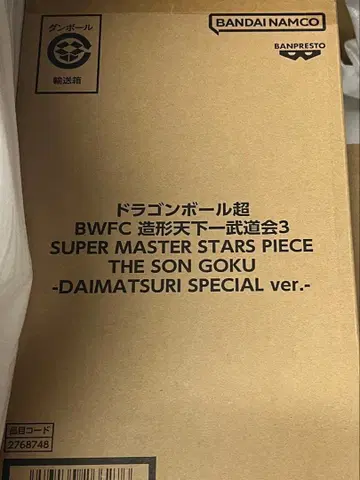 ダンボール
輸送箱
BANDAI NAMCO
BANPRESTO
ドラゴンボール超
BWFC 造形天下一武道会3
SUPER MASTER STARS PIECE
THE SON GOKU
-DAIMATSURI SPECIAL ver.-
品目コード
2768748